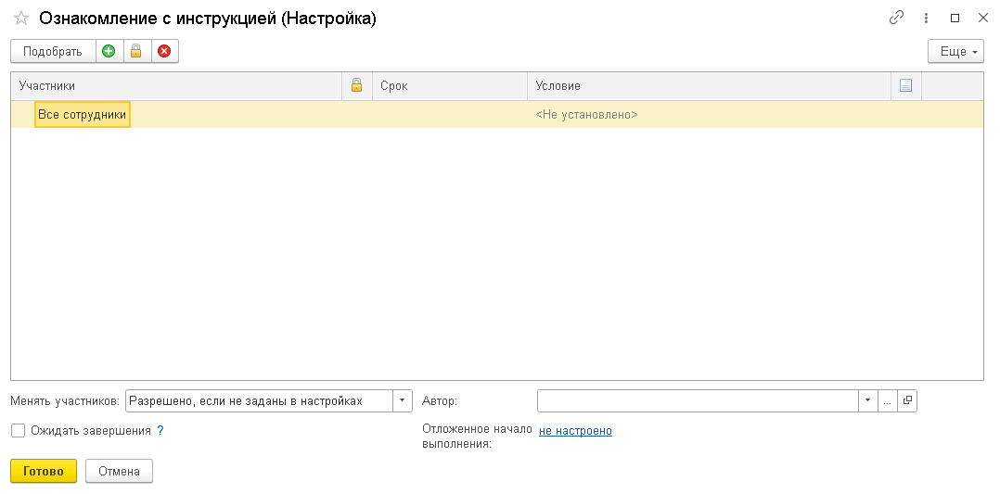 Ознакомление с инструкцией (Настройка)
Подобрать
Еще
Участники Срок Условие
Все сотрудники <Не установлено>
Менять участников: Разрешено, если не заданы в настройках Автор: ...
Ожидать завершения ? Отложенное начало выполнения: не настроено
Готово Отмена